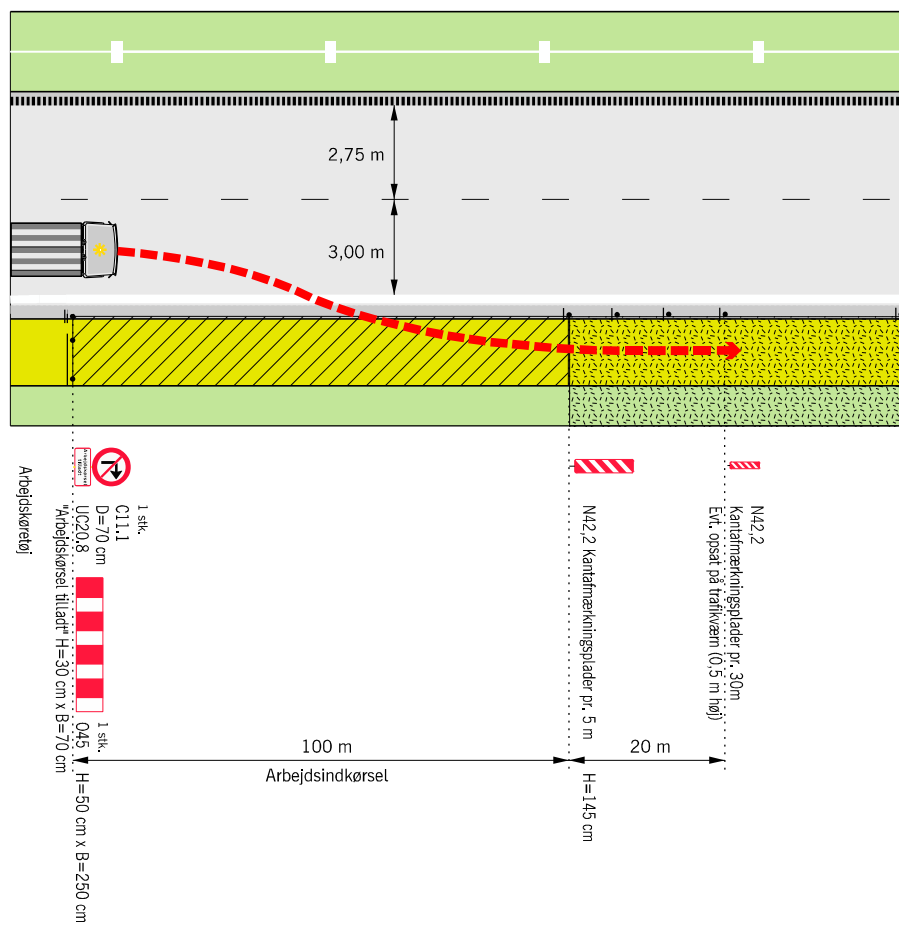 2,75 m
3,00 m
Arbejdskørsel
tilladt
Arbejdskøretøj
1 stk.
C11.1
D=70 cm
UC20.8
"Arbejdskørsel tilladt" H=30 cm x B=70 cm
1 stk.
O45 H=50 cm x B=250 cm
N42,2 Kantafmærkningsplader pr. 5 m H=145 cm
N42,2
Kantafmærkningsplader pr. 30m
Evt. opsat på trafikværn (0,5 m høj)
100 m
Arbejdsindkørsel
20 m